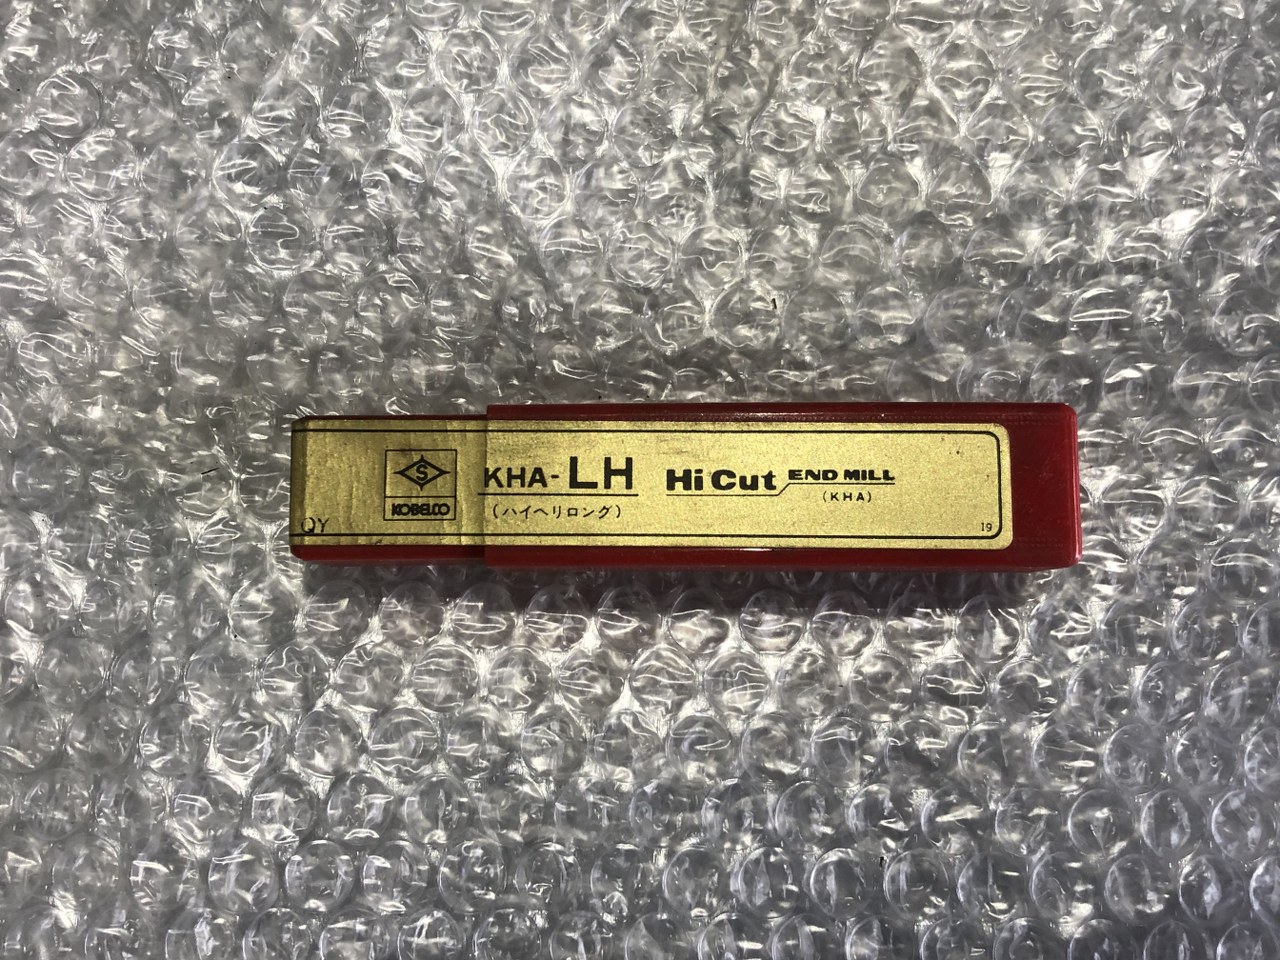 S
KOBELCO
QY
KHA-LH
(ハイヘリロング)
Hi Cut END MILL
(KHA)
19